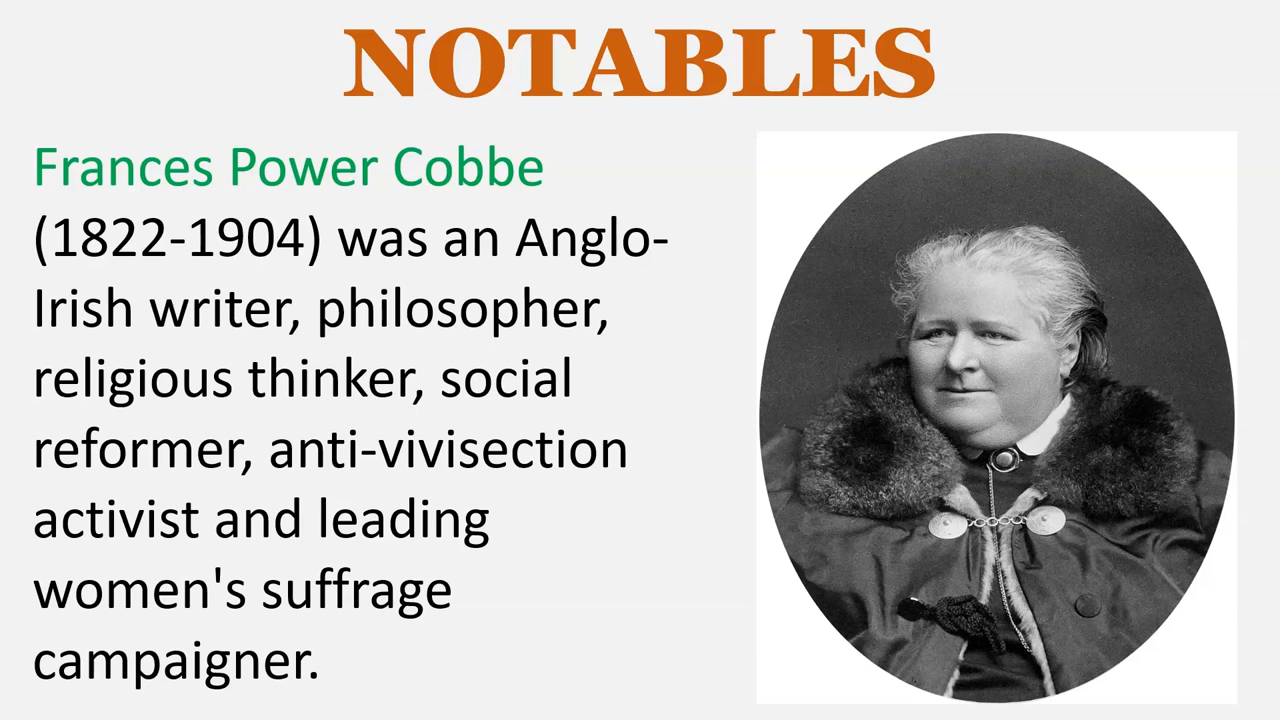 NOTABLES
Frances Power Cobbe
(1822-1904) was an Anglo-
Irish writer, philosopher,
religious thinker, social
reformer, anti-vivisection
activist and leading
women's suffrage
campaigner.